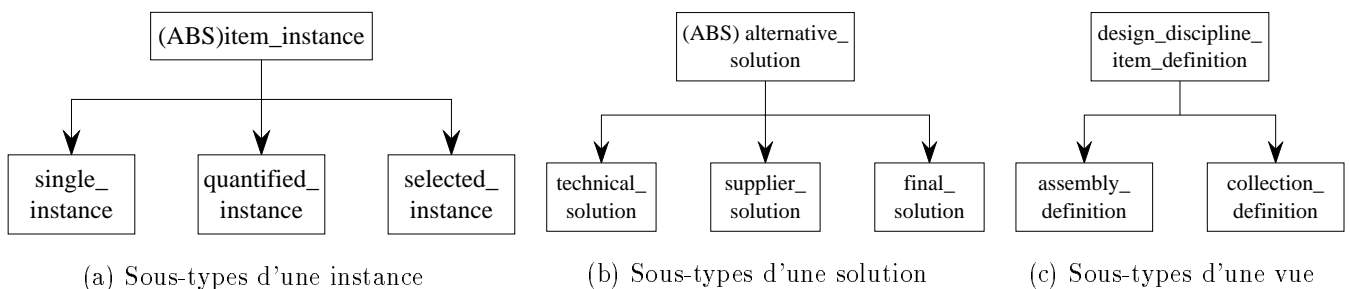 (ABS)item_instance
single_
instance
quantified_
instance
selected_
instance
(a) Sous-types d'une instance
(ABS) alternative_
solution
technical_
solution
supplier_
solution
final_
solution
(b) Sous-types d'une solution
design_discipline_
item_definition
assembly_
definition
collection_
definition
(c) Sous-types d'une vue